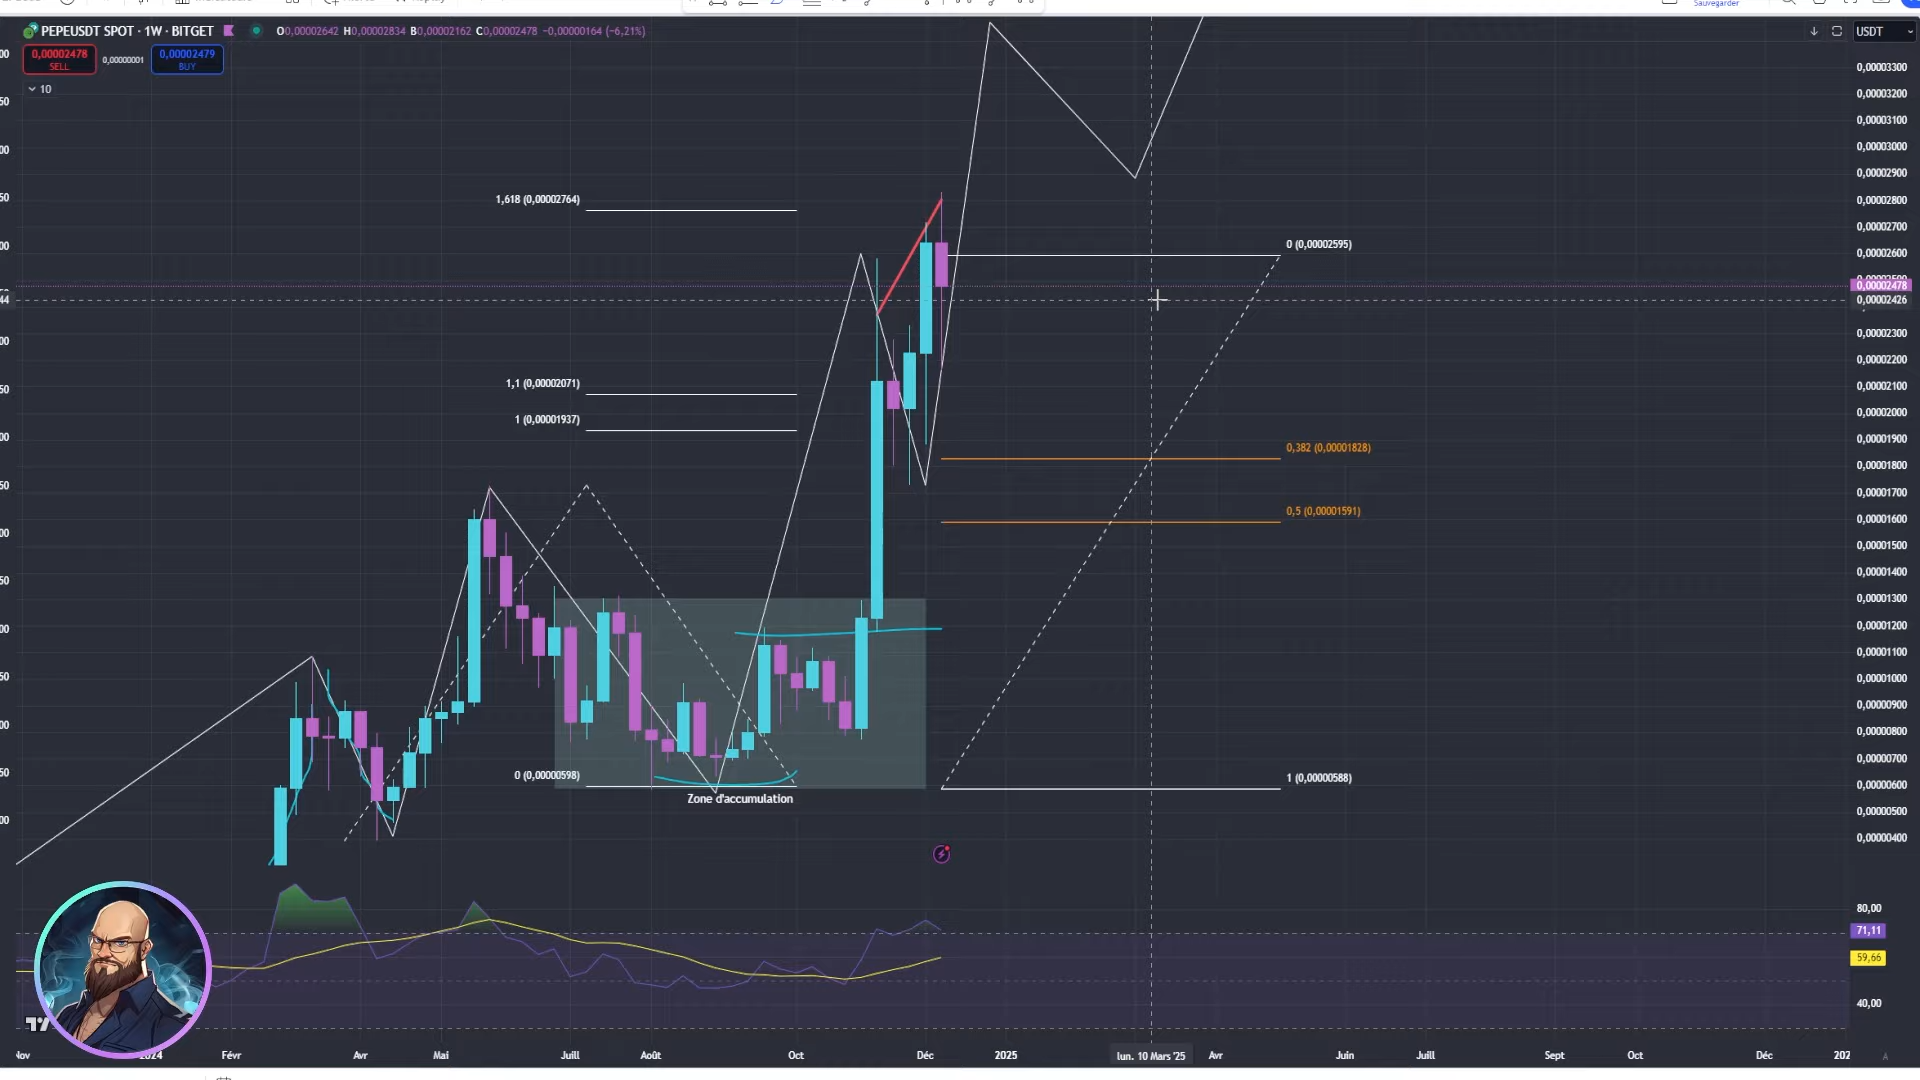 Sauvegarder
PEPEUSDT SPOT · 1W · BITGET
O0,00002642 H0,00002834 B0,00002162 C0,00002478 −0,00000164 (−6,21%)
USDT
0,00002478
SELL
0,00000001
0,00002479
BUY
10
0,00003300
0,00003200
0,00003100
0,00003000
0,00002900
0,00002800
0,00002700
0,00002600
0,00002478
0,00002426
0,00002300
0,00002200
0,00002100
0,00002000
0,00001900
0,00001800
0,00001700
0,00001600
0,00001500
0,00001400
0,00001300
0,00001200
0,00001100
0,00001000
0,00000900
0,00000800
0,00000700
0,00000600
0,00000500
0,00000400
1,618 (0,00002764)
0 (0,00002595)
1,1 (0,00002071)
1 (0,00001937)
0,382 (0,00001828)
0,5 (0,00001591)
0 (0,00000598)
1 (0,00000588)
Zone d'accumulation
80,00
71,11
59,66
40,00
Nov
2024
Févr
Avr
Mai
Juill
Août
Oct
Déc
2025
lun. 10 Mars '25
Avr
Juin
Juill
Sept
Oct
Déc